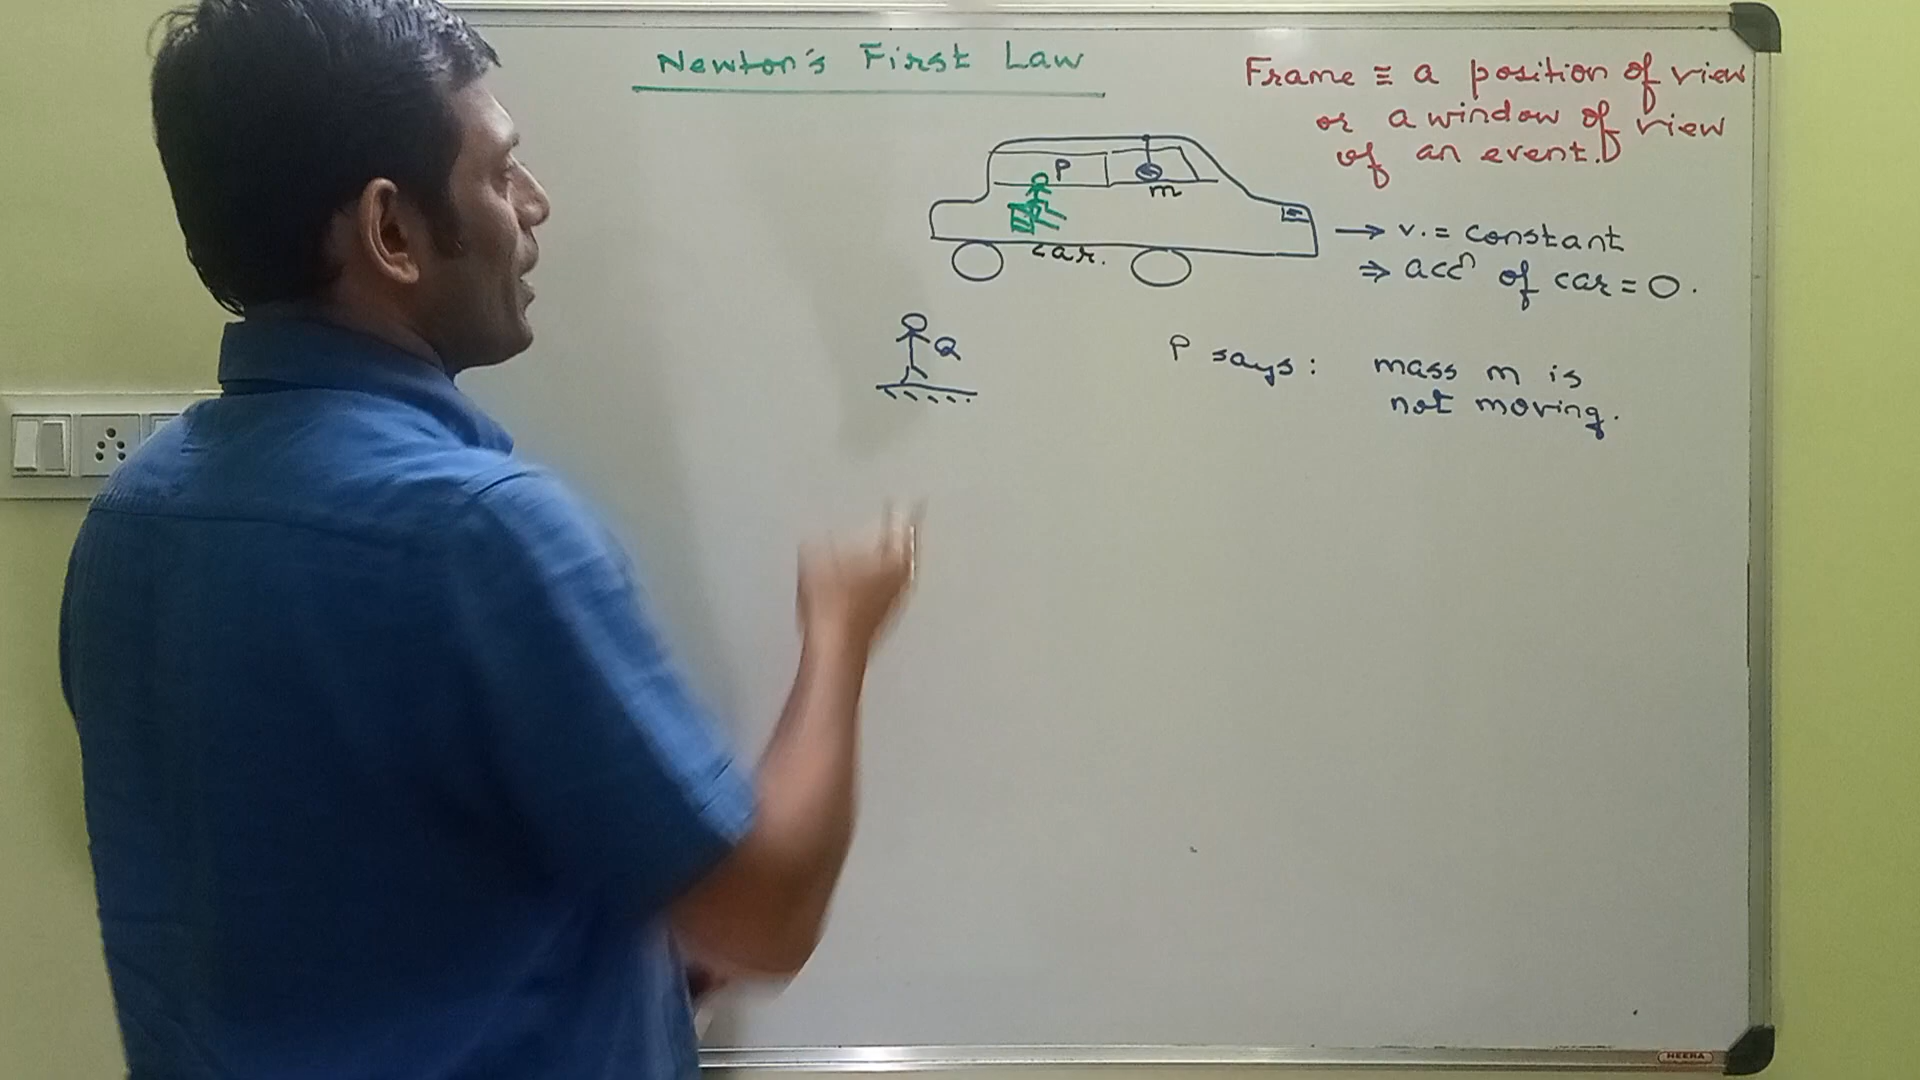 Newton's First Law
Frame ≡ a position of view
or a window of view
of an event.
P
m
car.
→ v. = constant
⇒ accⁿ of car = 0.
Q
P says: mass m is
not moving.
NEERA